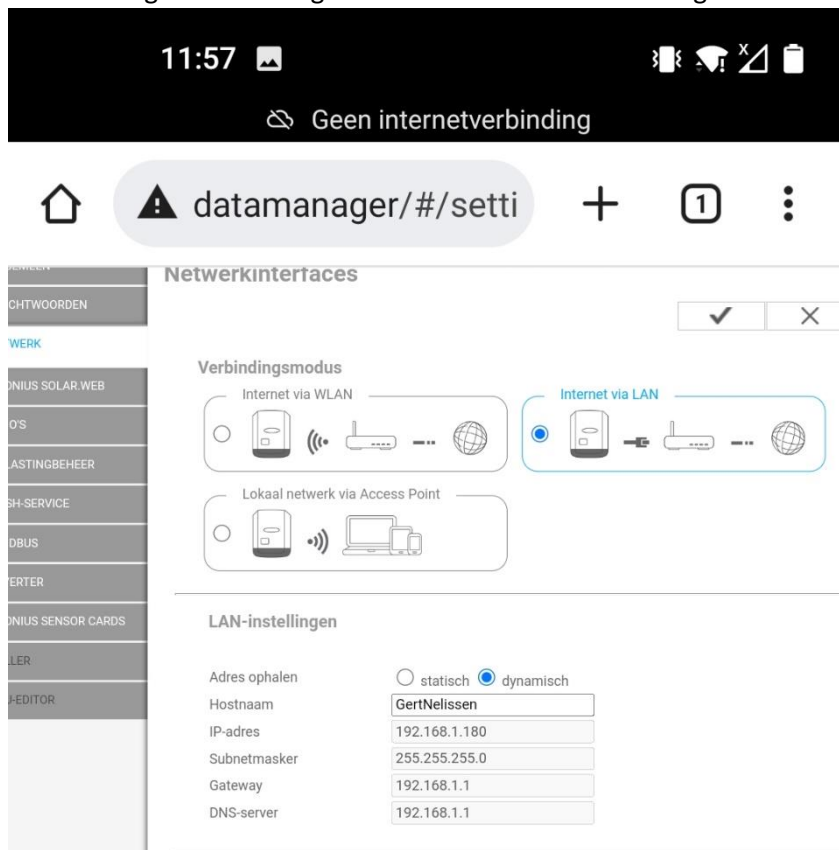 11:57
Geen internetverbinding
datamanager/#/setti
1
Netwerkinterfaces
CHTWOORDEN
WERK
Verbindingsmodus
Internet via WLAN
Internet via LAN
ONIUS SOLAR.WEB
O'S
LASTINGBEHEER
Lokaal netwerk via Access Point
SH-SERVICE
DBUS
ERTER
ONIUS SENSOR CARDS
LAN-instellingen
LLER
Adres ophalen statisch dynamisch
J-EDITOR
Hostnaam GertNelissen
IP-adres 192.168.1.180
Subnetmasker 255.255.255.0
Gateway 192.168.1.1
DNS-server 192.168.1.1